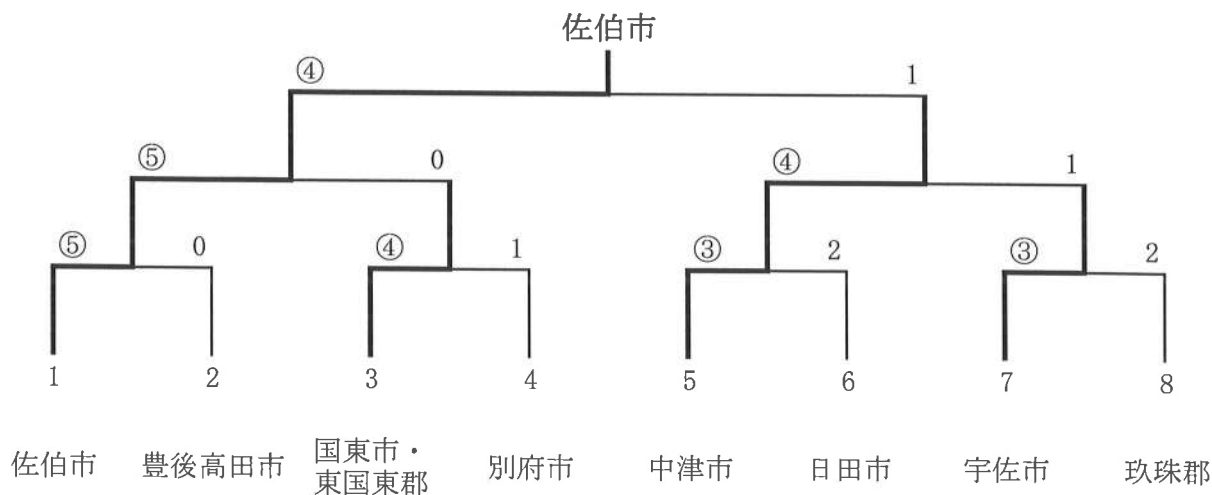 佐伯市
④ 1
⑤ 0 ④ 1
⑤ 0 ④ 1 ③ 2 ③ 2
1 2 3 4 5 6 7 8
佐伯市 豊後高田市 国東市・東国東郡 別府市 中津市 日田市 宇佐市 玖珠郡